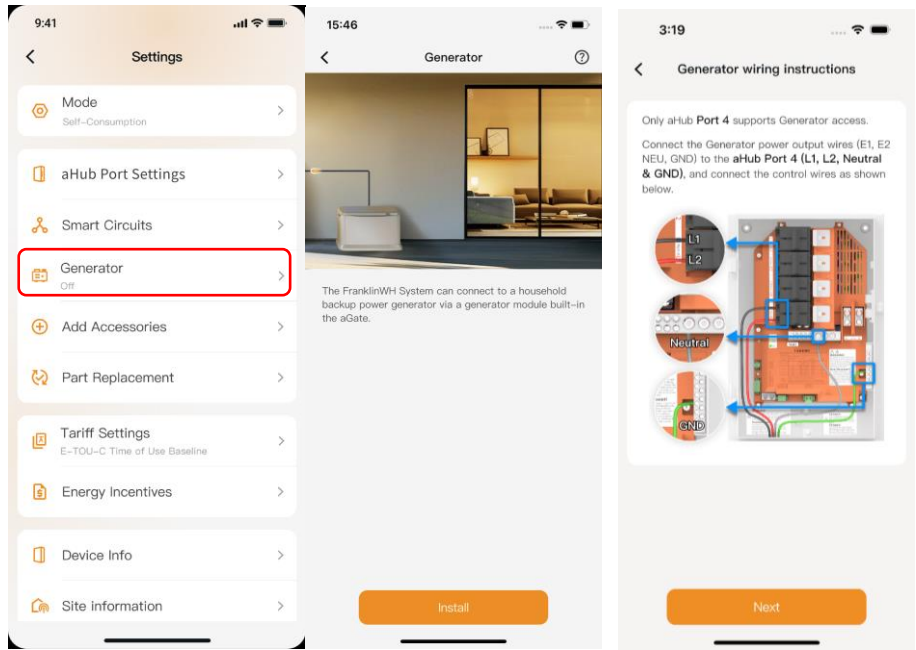 9:41
Settings
Mode
Self-Consumption
aHub Port Settings
Smart Circuits
Generator
Off
Add Accessories
Part Replacement
Tariff Settings
E-TOU-C Time of Use Baseline
Energy Incentives
Device Info
Site information
15:46
Generator
The FranklinWH System can connect to a household
backup power generator via a generator module built-in
the aGate.
Install
3:19
Generator wiring instructions
Only aHub Port 4 supports Generator access.
Connect the Generator power output wires (E1, E2
NEU, GND) to the aHub Port 4 (L1, L2, Neutral
& GND), and connect the control wires as shown
below.
L1
L2
Neutral
GND
Next